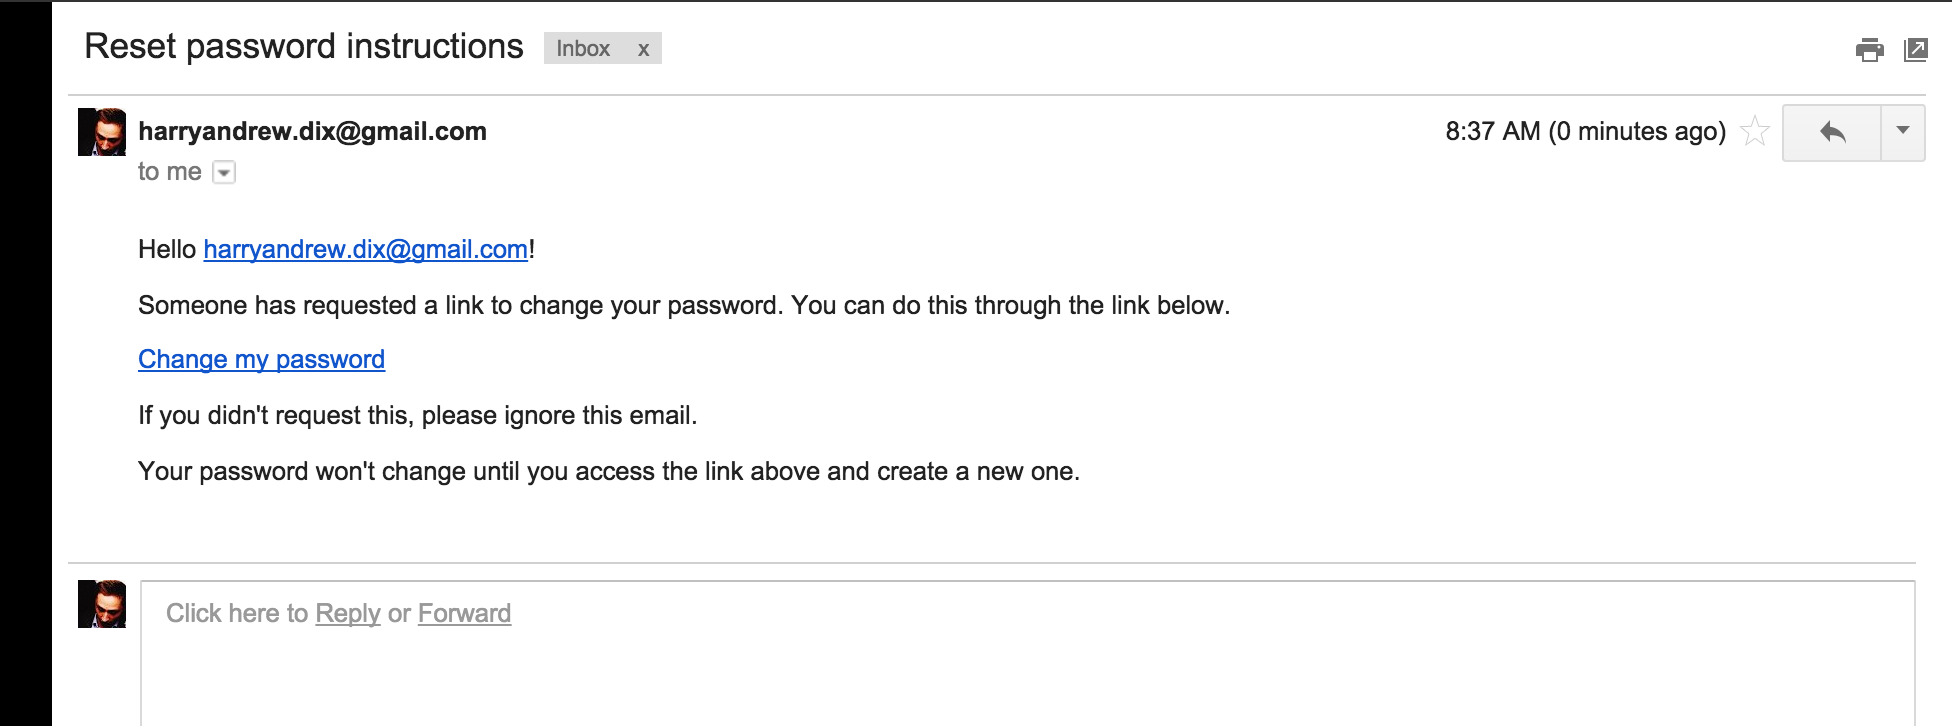 Reset password instructions Inbox x
harryandrew.dix@gmail.com 8:37 AM (0 minutes ago)
to me
Hello harryandrew.dix@gmail.com!
Someone has requested a link to change your password. You can do this through the link below.
Change my password
If you didn't request this, please ignore this email.
Your password won't change until you access the link above and create a new one.
Click here to Reply or Forward